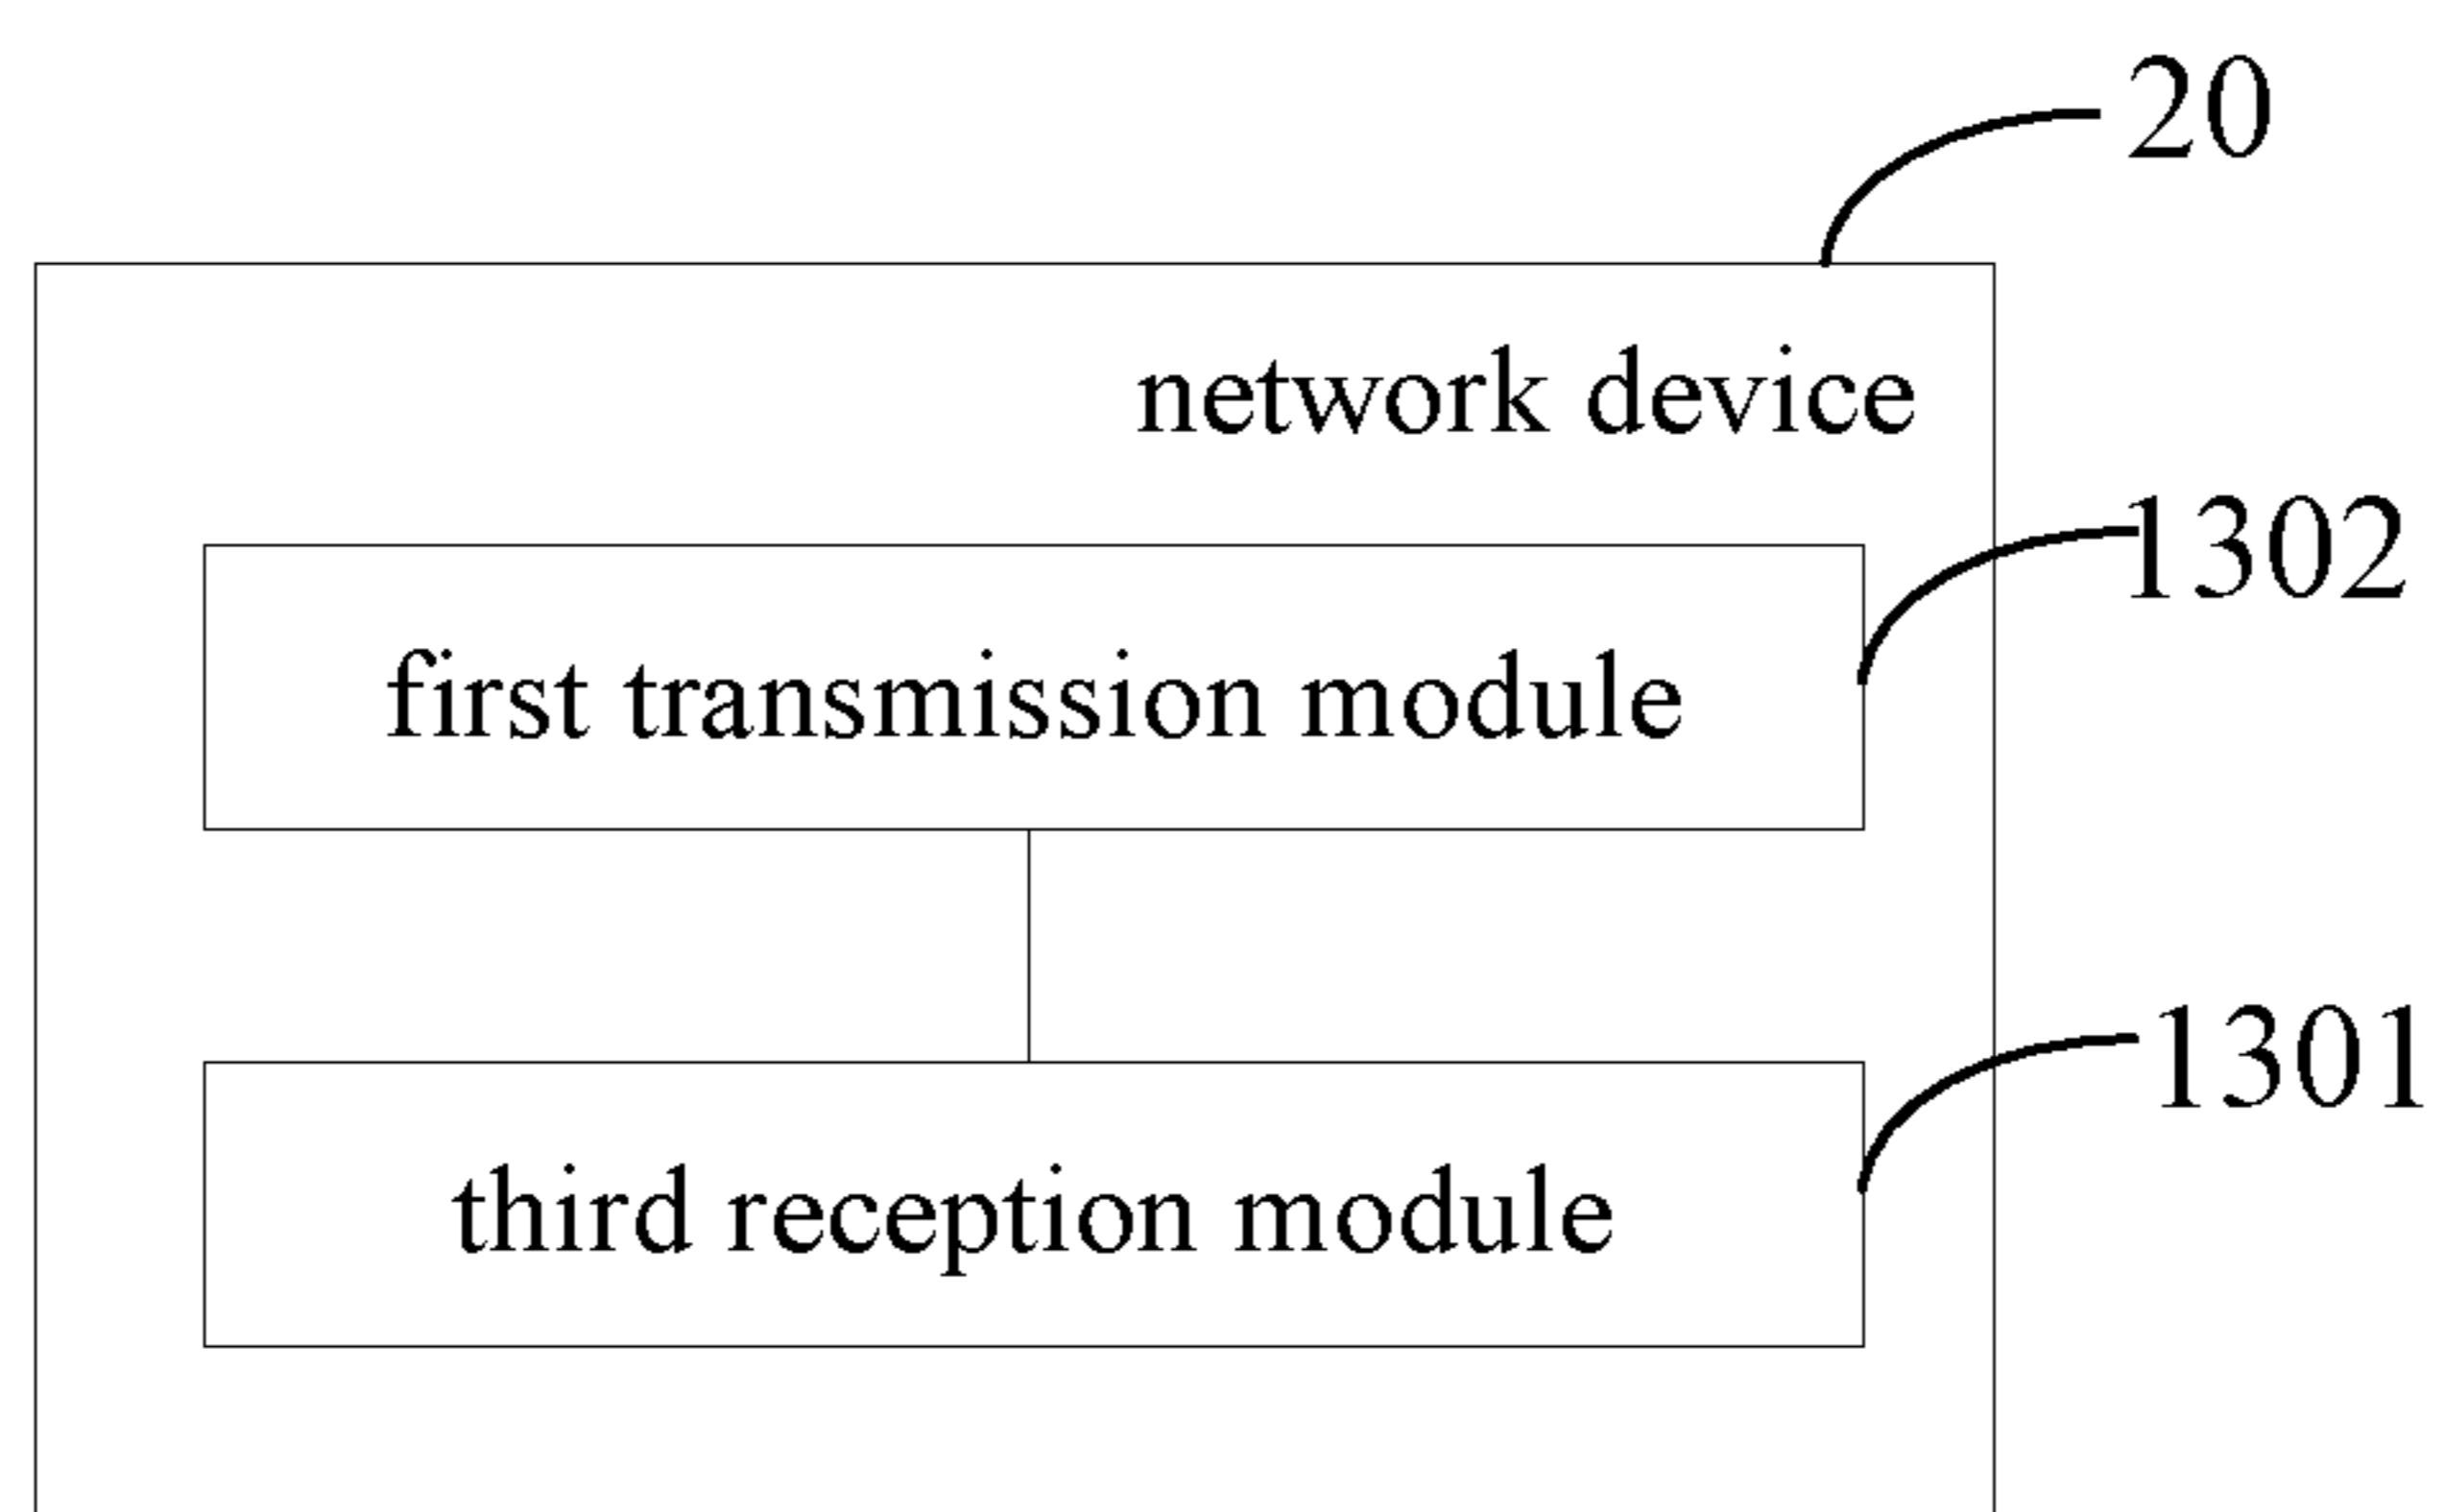 20
network device
1302
first transmission module
1301
third reception module